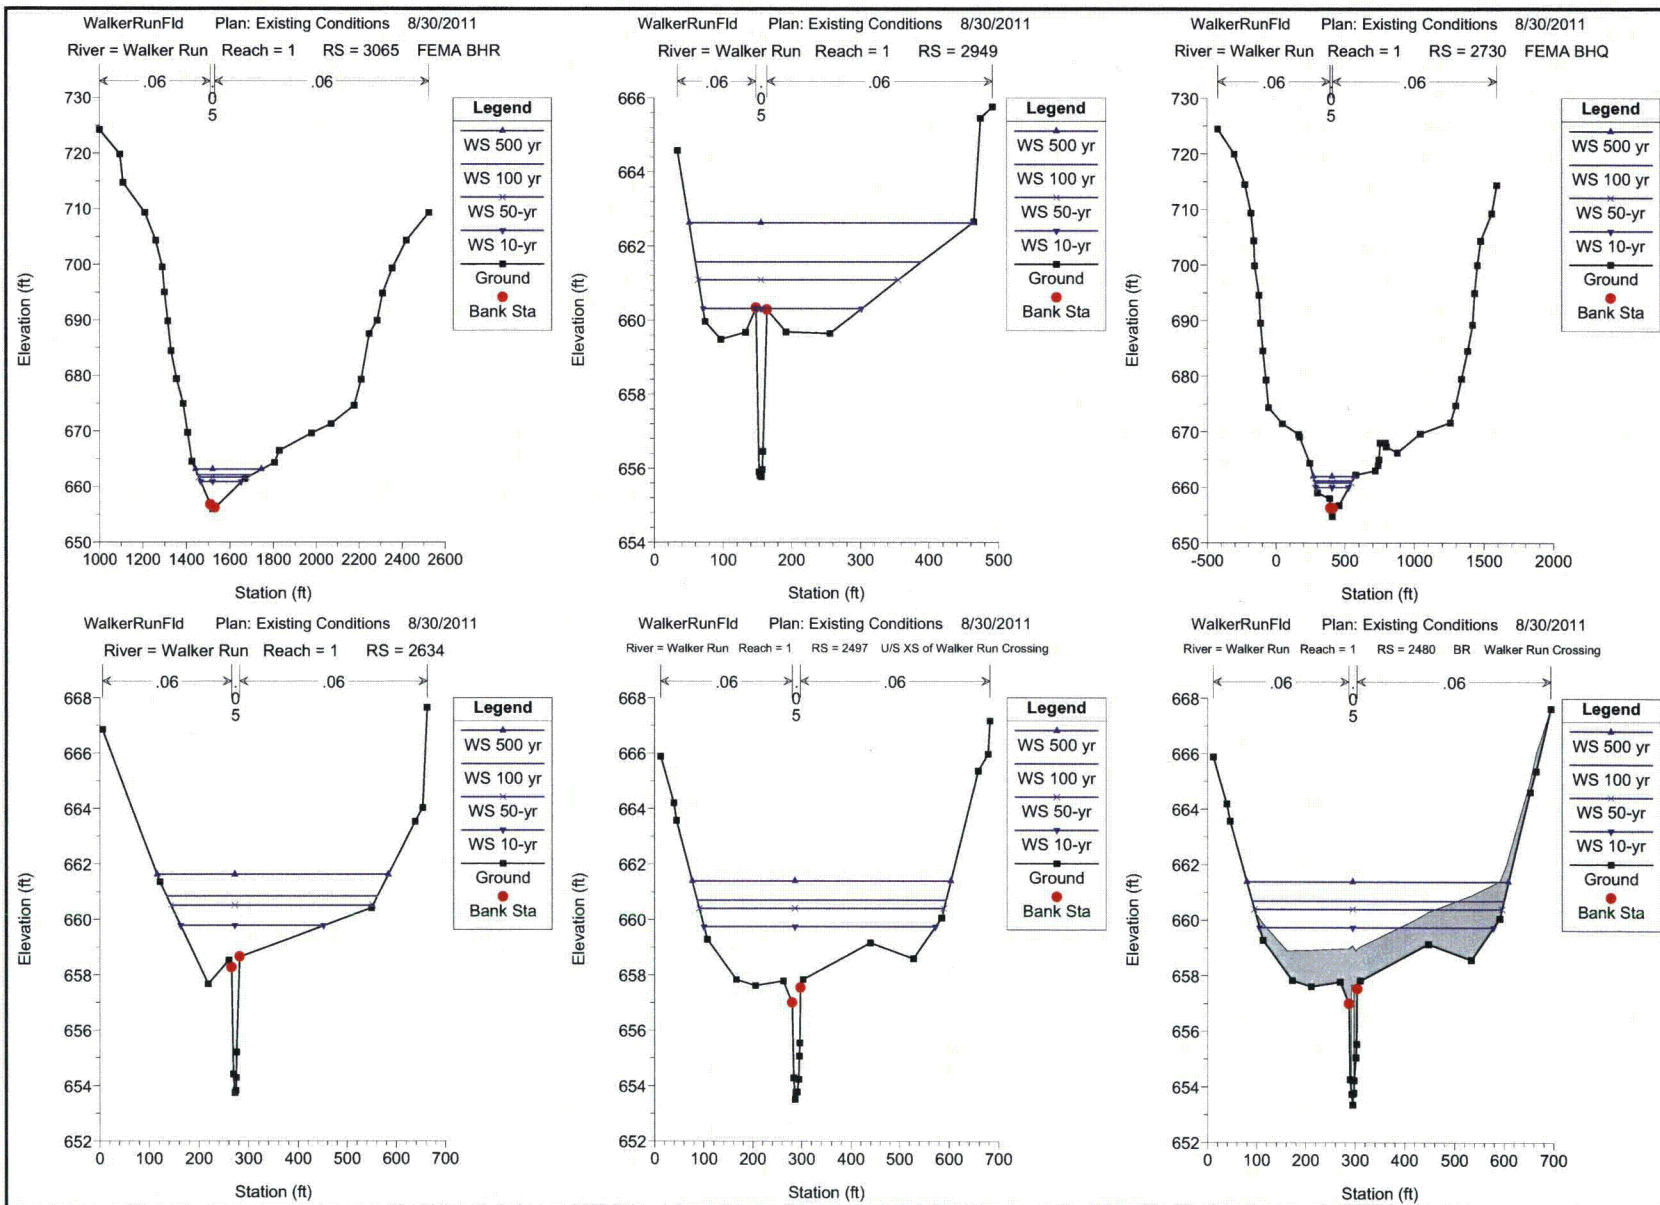 WalkerRunFld Plan: Existing Conditions 8/30/2011
River = Walker Run Reach = 1 RS = 3065 FEMA BHR
.06
.05
.06
730
720
710
700
690
680
670
660
650
Elevation (ft)
1000 1200 1400 1600 1800 2000 2200 2400 2600
Station (ft)
Legend
WS 500 yr
WS 100 yr
WS 50-yr
WS 10-yr
Ground
Bank Sta
WalkerRunFld Plan: Existing Conditions 8/30/2011
River = Walker Run Reach = 1 RS = 2949
.06
.05
.06
666
664
662
660
658
656
654
Elevation (ft)
0 100 200 300 400 500
Station (ft)
Legend
WS 500 yr
WS 100 yr
WS 50-yr
WS 10-yr
Ground
Bank Sta
WalkerRunFld Plan: Existing Conditions 8/30/2011
River = Walker Run Reach = 1 RS = 2730 FEMA BHQ
.06
.05
.06
730
720
710
700
690
680
670
660
650
Elevation (ft)
-500 0 500 1000 1500 2000
Station (ft)
Legend
WS 500 yr
WS 100 yr
WS 50-yr
WS 10-yr
Ground
Bank Sta
WalkerRunFld Plan: Existing Conditions 8/30/2011
River = Walker Run Reach = 1 RS = 2634
.06
.05
.06
668
666
664
662
660
658
656
654
652
Elevation (ft)
0 100 200 300 400 500 600 700
Station (ft)
Legend
WS 500 yr
WS 100 yr
WS 50-yr
WS 10-yr
Ground
Bank Sta
WalkerRunFld Plan: Existing Conditions 8/30/2011
River = Walker Run Reach = 1 RS = 2497 U/S XS of Walker Run Crossing
.06
.05
.06
668
666
664
662
660
658
656
654
652
Elevation (ft)
0 100 200 300 400 500 600 700
Station (ft)
Legend
WS 500 yr
WS 100 yr
WS 50-yr
WS 10-yr
Ground
Bank Sta
WalkerRunFld Plan: Existing Conditions 8/30/2011
River = Walker Run Reach = 1 RS = 2480 BR Walker Run Crossing
.06
.05
.06
668
666
664
662
660
658
656
654
652
Elevation (ft)
0 100 200 300 400 500 600 700
Station (ft)
Legend
WS 500 yr
WS 100 yr
WS 50-yr
WS 10-yr
Ground
Bank Sta